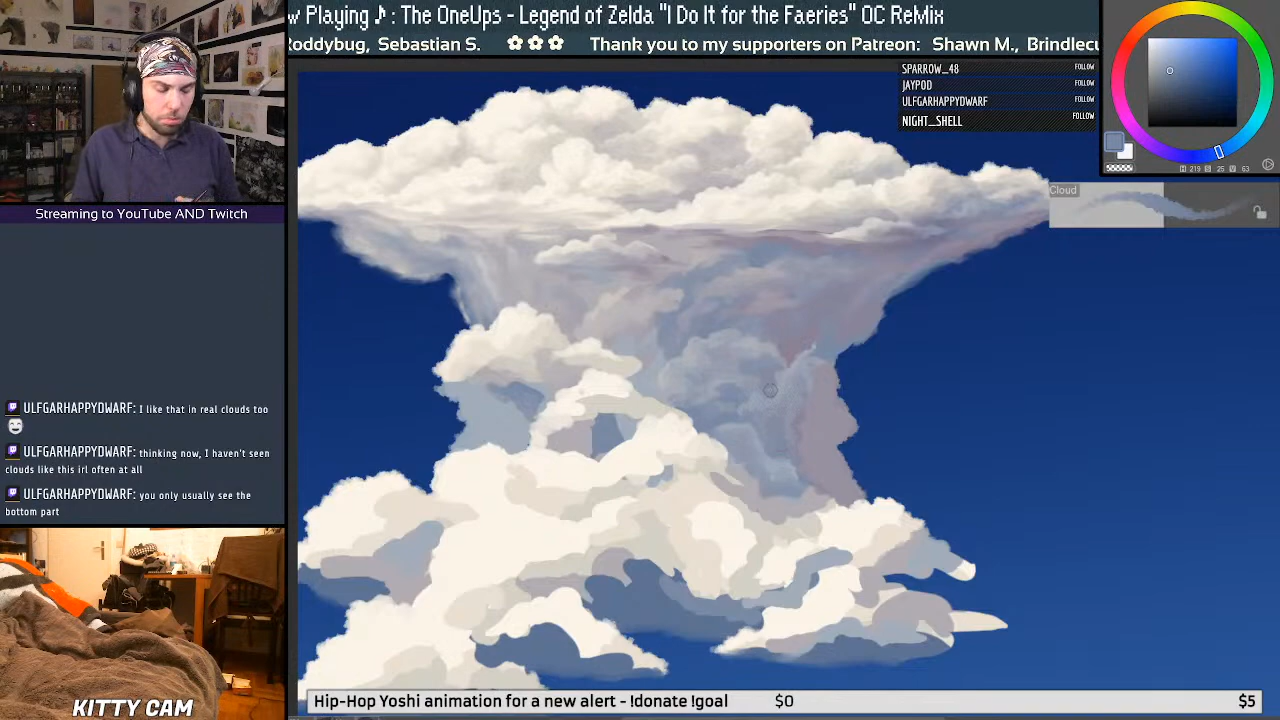 w Playing ♪ : The OneUps - Legend of Zelda "I Do It for the Faeries" OC ReMix
Roddybug, Sebastian S. ✿ ✿ ✿ Thank you to my supporters on Patreon: Shawn M., Brindlecu
SPARROW_48 FOLLOW
JAYPOD FOLLOW
ULFGARHAPPYDWARF FOLLOW
NIGHT_SHELL FOLLOW
H 219 S 25 V 63
Cloud
Streaming to YouTube AND Twitch
ULFGARHAPPYDWARF: I like that in real clouds too
ULFGARHAPPYDWARF: thinking now, I haven't seen
clouds like this irl often at all
ULFGARHAPPYDWARF: you only usually see the
bottom part
KITTY CAM
Hip-Hop Yoshi animation for a new alert - !donate !goal $0 $5